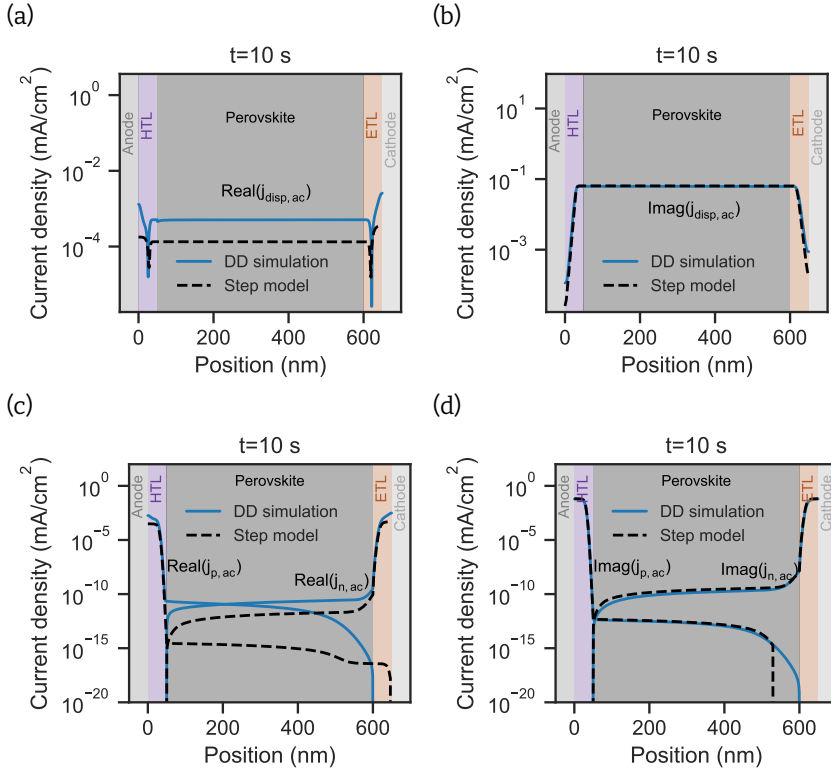 (a)
t=10 s
Current density (mA/cm²)
10⁰
10⁻²
10⁻⁴
Anode
HTL
Perovskite
ETL
Cathode
Real(j_disp, ac)
DD simulation
Step model
0
200
400
600
Position (nm)
(b)
t=10 s
Current density (mA/cm²)
10¹
10⁻¹
10⁻³
Anode
HTL
Perovskite
ETL
Cathode
Imag(j_disp, ac)
DD simulation
Step model
0
200
400
600
Position (nm)
(c)
t=10 s
Current density (mA/cm²)
10⁰
10⁻⁵
10⁻¹⁰
10⁻¹⁵
10⁻²⁰
Anode
HTL
Perovskite
ETL
Cathode
DD simulation
Step model
Real(j_p, ac)
Real(j_n, ac)
0
200
400
600
Position (nm)
(d)
t=10 s
Current density (mA/cm²)
10⁰
10⁻⁵
10⁻¹⁰
10⁻¹⁵
10⁻²⁰
Anode
HTL
Perovskite
ETL
Cathode
DD simulation
Step model
Imag(j_p, ac)
Imag(j_n, ac)
0
200
400
600
Position (nm)